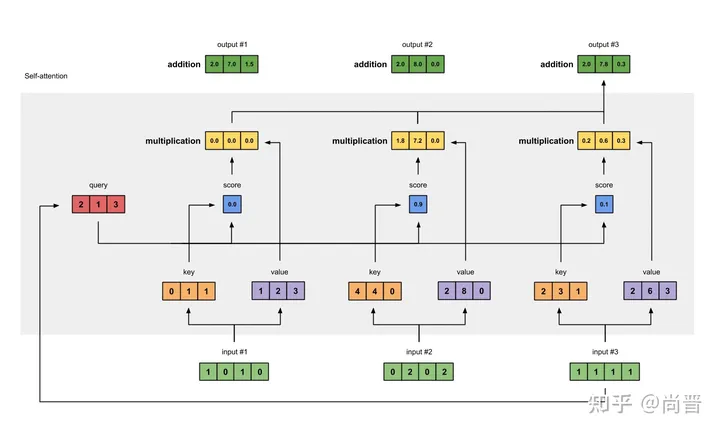 output #1 output #2 output #3
addition 2.0 7.0 1.5 addition 2.0 8.0 0.0 addition 2.0 7.8 0.3
Self-attention
multiplication 0.0 0.0 0.0 multiplication 1.8 7.2 0.0 multiplication 0.2 0.6 0.3
query score score score
2 1 3 0.0 0.9 0.1
key value key value key value
0 1 1 1 2 3 4 4 0 2 8 0 2 3 1 2 6 3
input #1 input #2 input #3
1 0 1 0 0 2 0 2 1 1 1 1
知乎 @尚晋